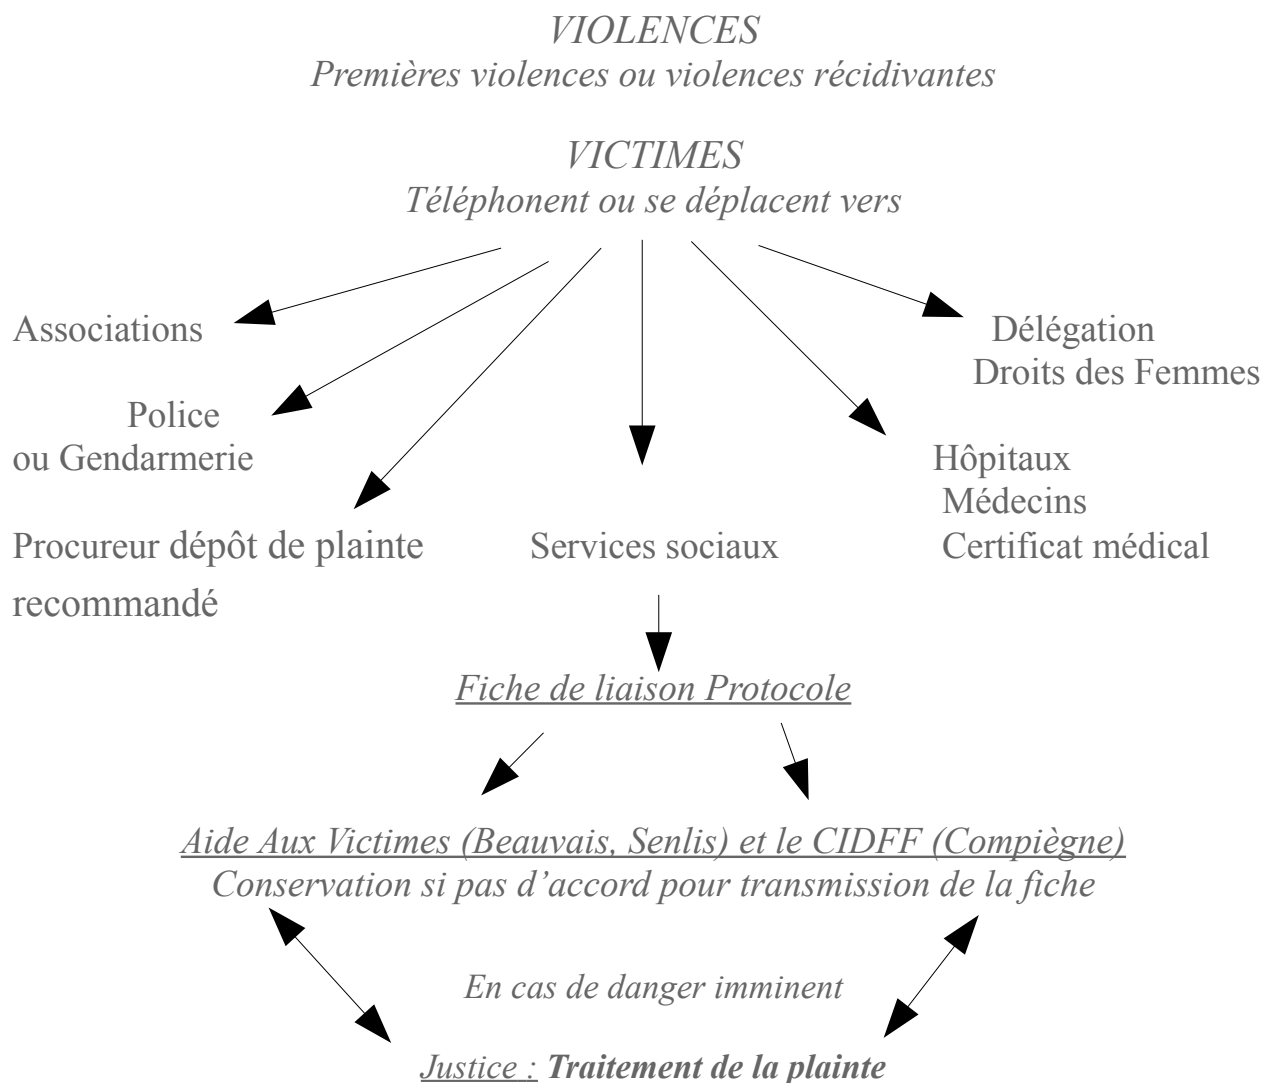 VIOLENCES
Premières violences ou violences récidivantes
VICTIMES
Téléphonent ou se déplacent vers
Associations
Délégation
Droits des Femmes
Police
ou Gendarmerie
Hôpitaux
Médecins
Certificat médical
Procureur dépôt de plainte
recommandé
Services sociaux
Fiche de liaison Protocole
Aide Aux Victimes (Beauvais, Senlis) et le CIDFF (Compiègne)
Conservation si pas d’accord pour transmission de la fiche
En cas de danger imminent
Justice : Traitement de la plainte